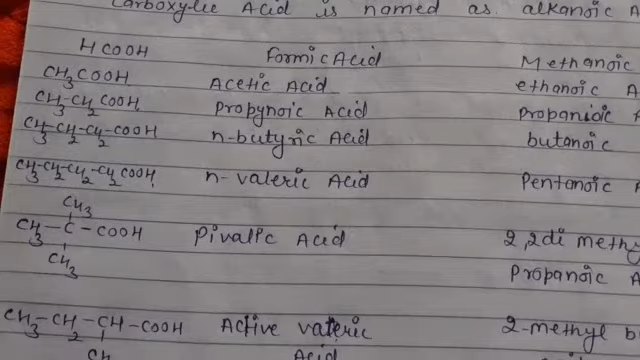 Carboxylic Acid is named as alkanoic A
HCOOH Formic Acid Methanoic
CH3COOH Acetic Acid ethanoic A
CH3-CH2COOH Propynoic Acid Propanioic A
CH3-CH2-CH2-COOH n-butyric Acid butanoic
CH3-CH2-CH2-CH2COOH n-valeric Acid Pentanoic A
CH3
CH3-C-COOH Pivalic Acid 2,2di methy
CH3
Propanoic A
CH3-CH2-CH-COOH Active valeric 2-methyl b
CH Acid